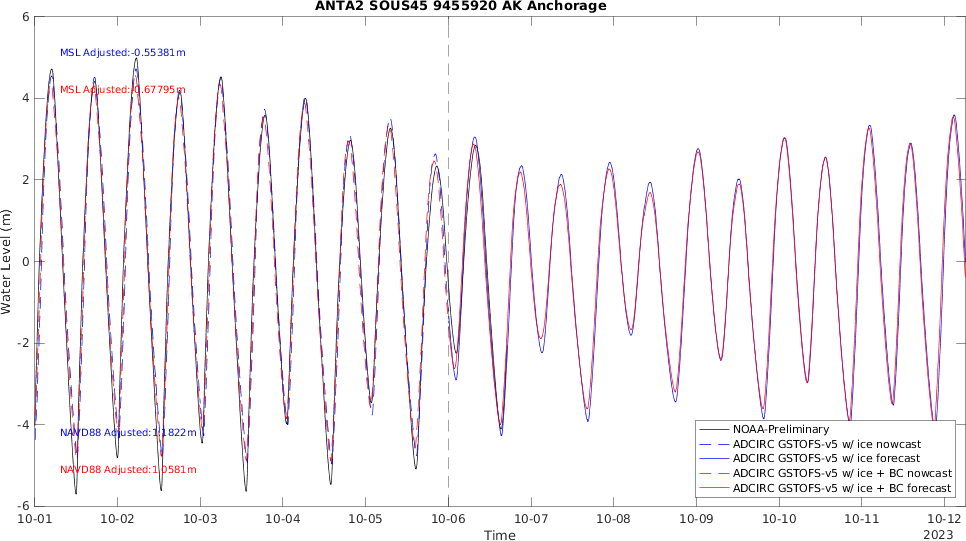 ANTA2 SOUS45 9455920 AK Anchorage
6
4
2
0
-2
-4
-6
Water Level (m)
MSL Adjusted:-0.55381m
MSL Adjusted:-0.67795m
NAVD88 Adjusted:1.1822m
NAVD88 Adjusted:1.0581m
NOAA-Preliminary
ADCIRC GSTOFS-v5 w/ ice nowcast
ADCIRC GSTOFS-v5 w/ ice forecast
ADCIRC GSTOFS-v5 w/ ice + BC nowcast
ADCIRC GSTOFS-v5 w/ ice + BC forecast
10-01 10-02 10-03 10-04 10-05 10-06 10-07 10-08 10-09 10-10 10-11 10-12
Time
2023